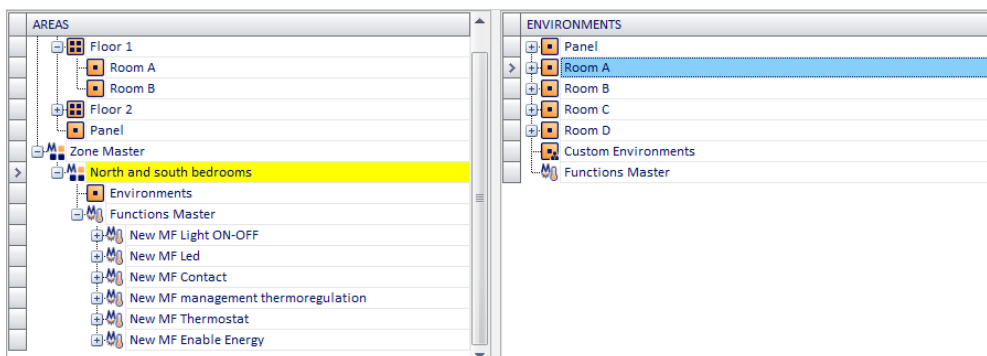 AREAS
Floor 1
Room A
Room B
Floor 2
Panel
Zone Master
North and south bedrooms
Environments
Functions Master
New MF Light ON-OFF
New MF Led
New MF Contact
New MF management thermoregulation
New MF Thermostat
New MF Enable Energy
ENVIRONMENTS
Panel
Room A
Room B
Room C
Room D
Custom Environments
Functions Master